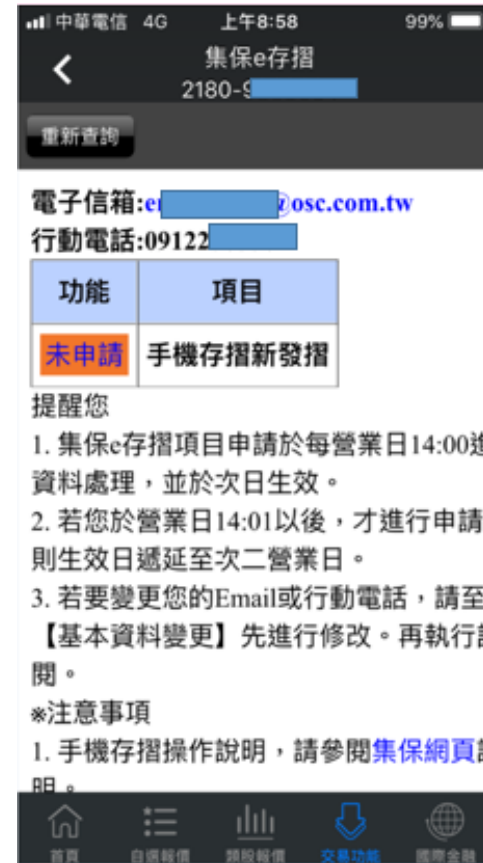 中華電信 4G 上午8:58 99%
集保e存摺
2180-
重新查詢
電子信箱:e @osc.com.tw
行動電話:09122
功能 項目
未申請 手機存摺新發摺
提醒您
1. 集保e存摺項目申請於每營業日14:00進
資料處理，並於次日生效。
2. 若您於營業日14:01以後，才進行申請
則生效日遞延至次二營業日。
3. 若要變更您的Email或行動電話，請至
【基本資料變更】先進行修改。再執行
閱。
※注意事項
1. 手機存摺操作說明，請參閱集保網頁
明。
首頁 自選報價 類股報價 交易功能 國際金融